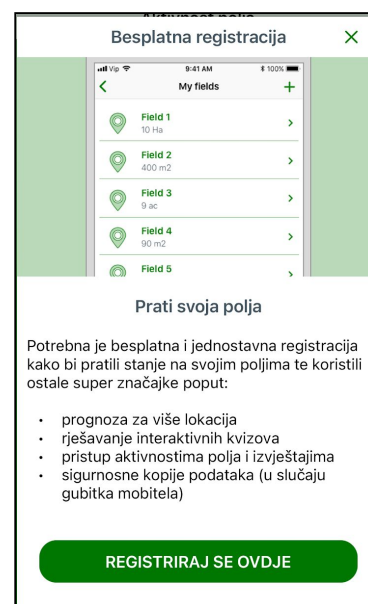 Aktivnost polja
Besplatna registracija
Vip 9:41 AM 100%
My fields
Field 1
10 Ha
Field 2
400 m2
Field 3
9 ac
Field 4
90 m2
Field 5
Prati svoja polja
Potrebna je besplatna i jednostavna registracija
kako bi pratili stanje na svojim poljima te koristili
ostale super značajke poput:
• prognoza za više lokacija
• rješavanje interaktivnih kvizova
• pristup aktivnostima polja i izvještajima
• sigurnosne kopije podataka (u slučaju
gubitka mobitela)
REGISTRIRAJ SE OVDJE